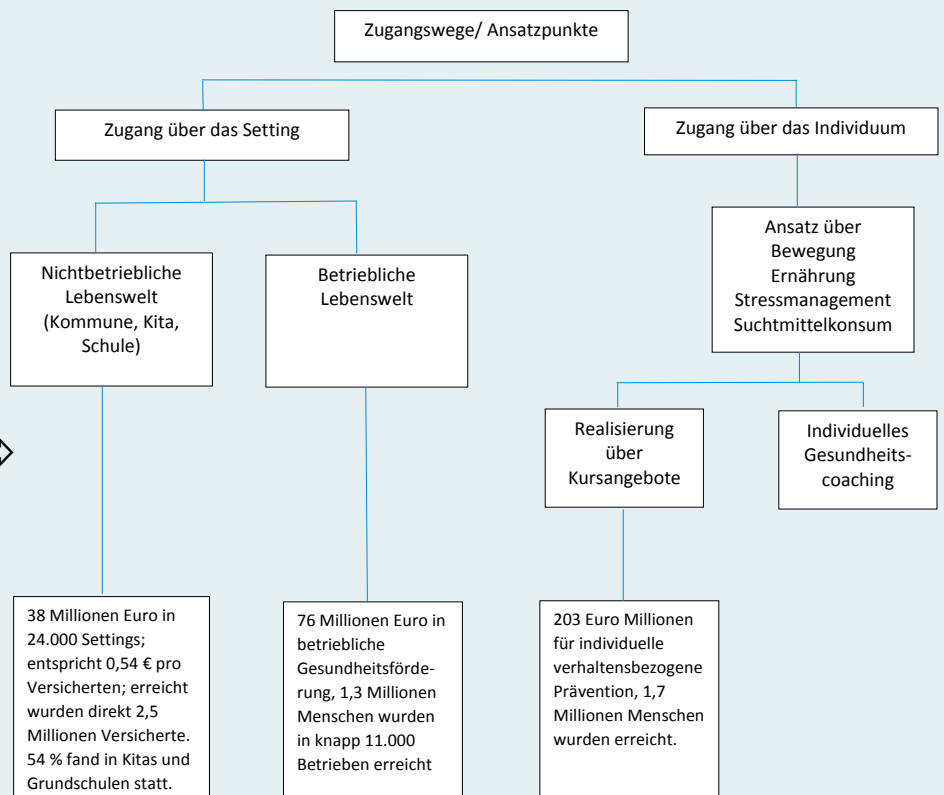 Zugangswege/ Ansatzpunkte
Zugang über das Setting
Zugang über das Individuum
Nichtbetriebliche
Lebenswelt
(Kommune, Kita,
Schule)
Betriebliche
Lebenswelt
Ansatz über
Bewegung
Ernährung
Stressmanagement
Suchtmittelkonsum
Realisierung
über
Kursangebote
Individuelles
Gesundheits-
coaching
38 Millionen Euro in
24.000 Settings;
entspricht 0,54 € pro
Versicherten; erreicht
wurden direkt 2,5
Millionen Versicherte.
54 % fand in Kitas und
Grundschulen statt.
76 Millionen Euro in
betriebliche
Gesundheitsförde-
rung, 1,3 Millionen
Menschen wurden
in knapp 11.000
Betrieben erreicht
203 Euro Millionen
für individuelle
verhaltensbezogene
Prävention, 1,7
Millionen Menschen
wurden erreicht.